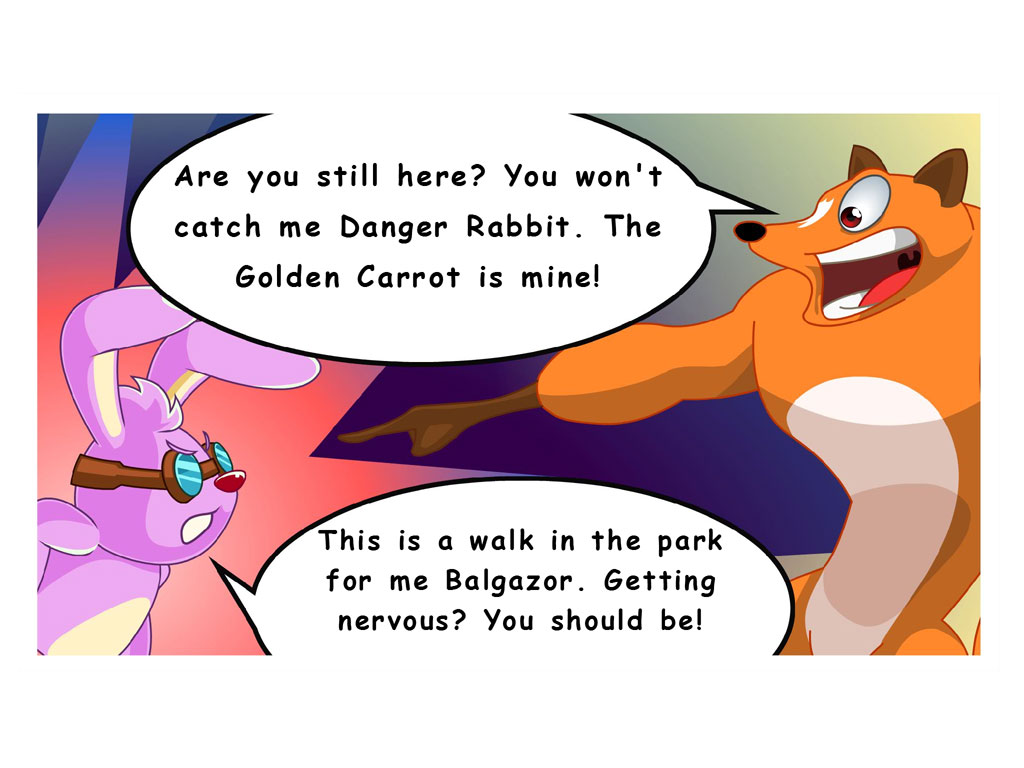 Are you still here? You won't
catch me Danger Rabbit. The
Golden Carrot is mine!
This is a walk in the park
for me Balgazor. Getting
nervous? You should be!